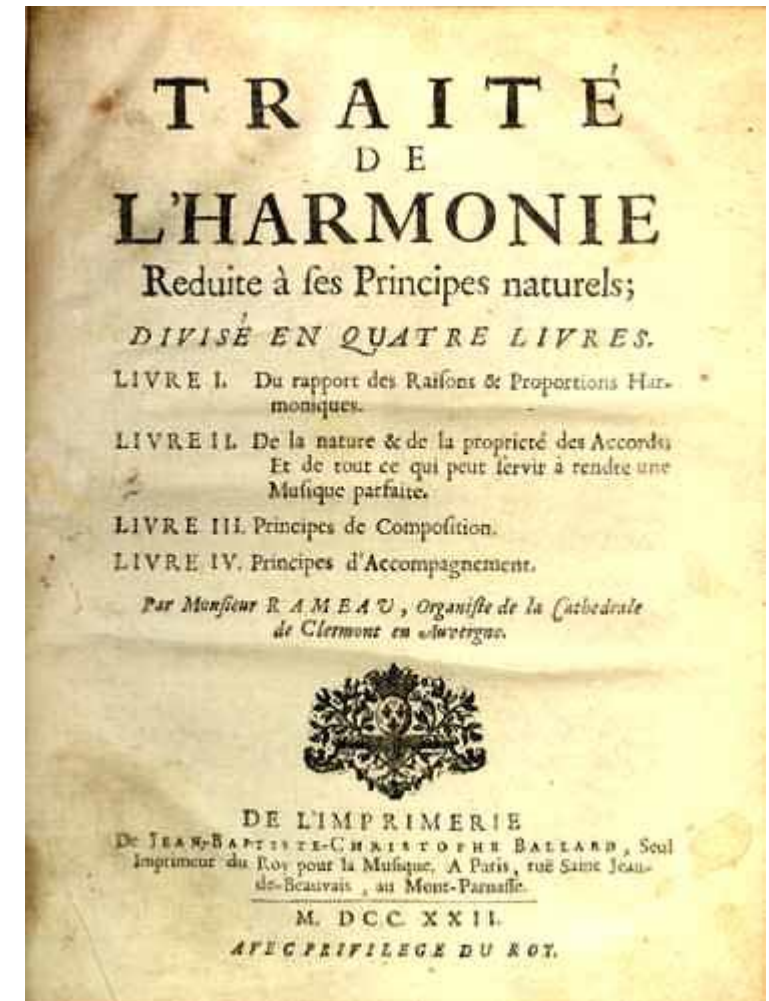 TRAITÉ
DE
L'HARMONIE
Reduite à ſes Principes naturels;
DIVISÉ EN QUATRE LIVRES.
LIVRE I. Du rapport des Raiſons & Proportions Har-
moniques.
LIVRE II. De la nature & de la proprieté des Accords;
Et de tout ce qui peut ſervir à rendre une
Muſique parfaite.
LIVRE III. Principes de Compoſition.
LIVRE IV. Principes d'Accompagnement.
Par Monſieur RAMEAU, Organiſte de la Cathedrale
de Clermont en Auvergne.
DE L'IMPRIMERIE
De JEAN-BAPTISTE-CHRISTOPHE BALLARD, Seul
Imprimeur du Roy pour la Muſique. A Paris, ruë Saint Jean-
de-Beauvais, au Mont-Parnaſſe.
M. DCC. XXII.
AVEC PRIVILEGE DU ROY.